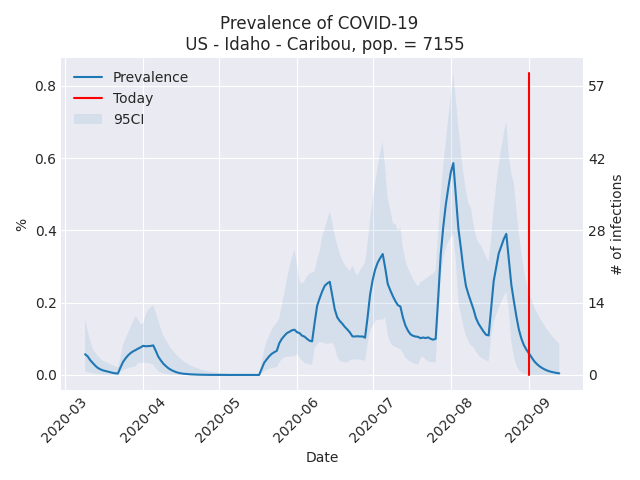 Prevalence of COVID-19
US - Idaho - Caribou, pop. = 7155
Prevalence
Today
95CI
0.8
0.6
0.4
0.2
0.0
%
57
42
28
14
0
# of infections
2020-03
2020-04
2020-05
2020-06
2020-07
2020-08
2020-09
Date